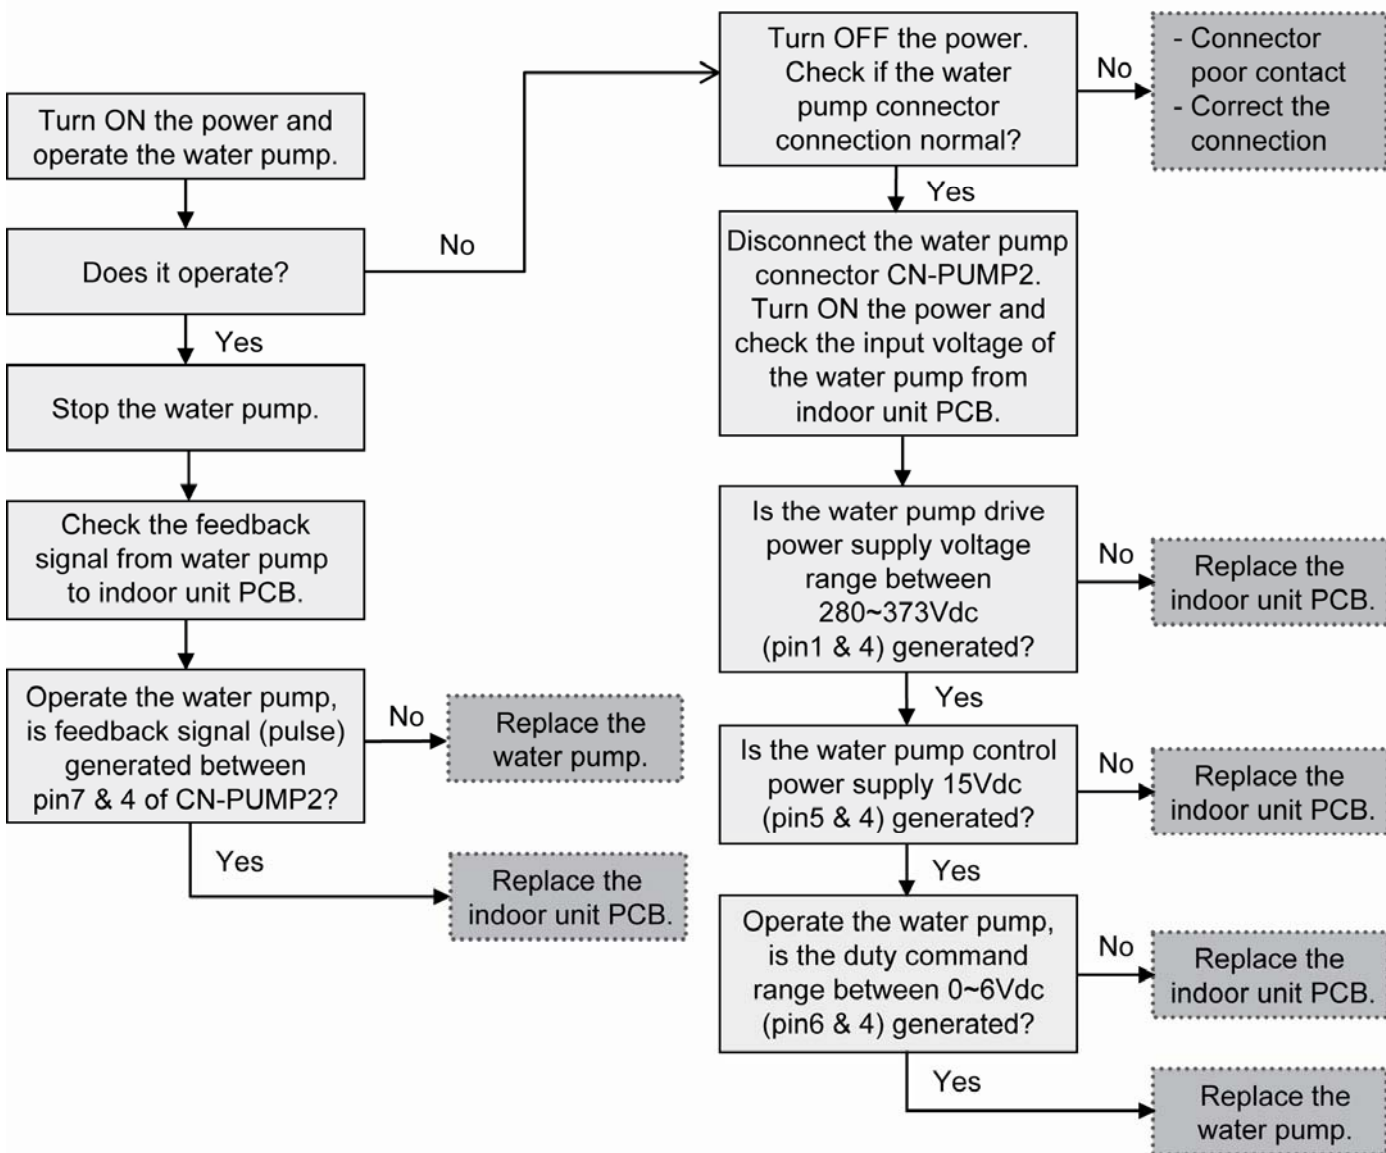 Turn ON the power and
operate the water pump.
Does it operate?
No
Yes
Stop the water pump.
Check the feedback
signal from water pump
to indoor unit PCB.
Operate the water pump,
is feedback signal (pulse)
generated between
pin7 & 4 of CN-PUMP2?
No
Replace the
water pump.
Yes
Replace the
indoor unit PCB.
Turn OFF the power.
Check if the water
pump connector
connection normal?
No
- Connector
poor contact
- Correct the
connection
Yes
Disconnect the water pump
connector CN-PUMP2.
Turn ON the power and
check the input voltage of
the water pump from
indoor unit PCB.
Is the water pump drive
power supply voltage
range between
280~373Vdc
(pin1 & 4) generated?
No
Replace the
indoor unit PCB.
Yes
Is the water pump control
power supply 15Vdc
(pin5 & 4) generated?
No
Replace the
indoor unit PCB.
Yes
Operate the water pump,
is the duty command
range between 0~6Vdc
(pin6 & 4) generated?
No
Replace the
indoor unit PCB.
Yes
Replace the
water pump.